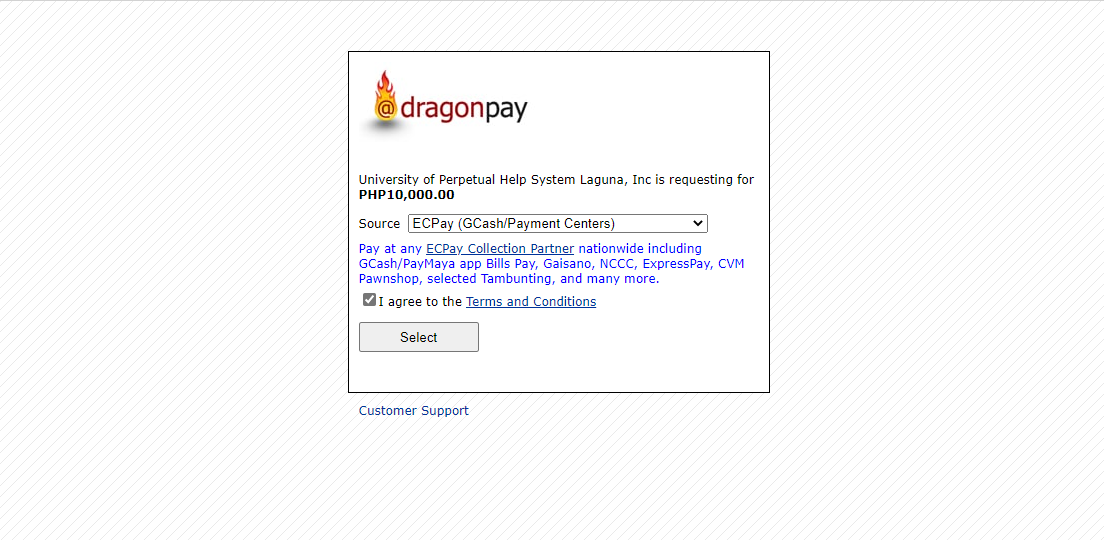 @dragonpay
University of Perpetual Help System Laguna, Inc is requesting for
PHP10,000.00
Source ECPay (GCash/Payment Centers)
Pay at any ECPay Collection Partner nationwide including
GCash/PayMaya app Bills Pay, Gaisano, NCCC, ExpressPay, CVM
Pawnshop, selected Tambunting, and many more.
I agree to the Terms and Conditions
Select
Customer Support